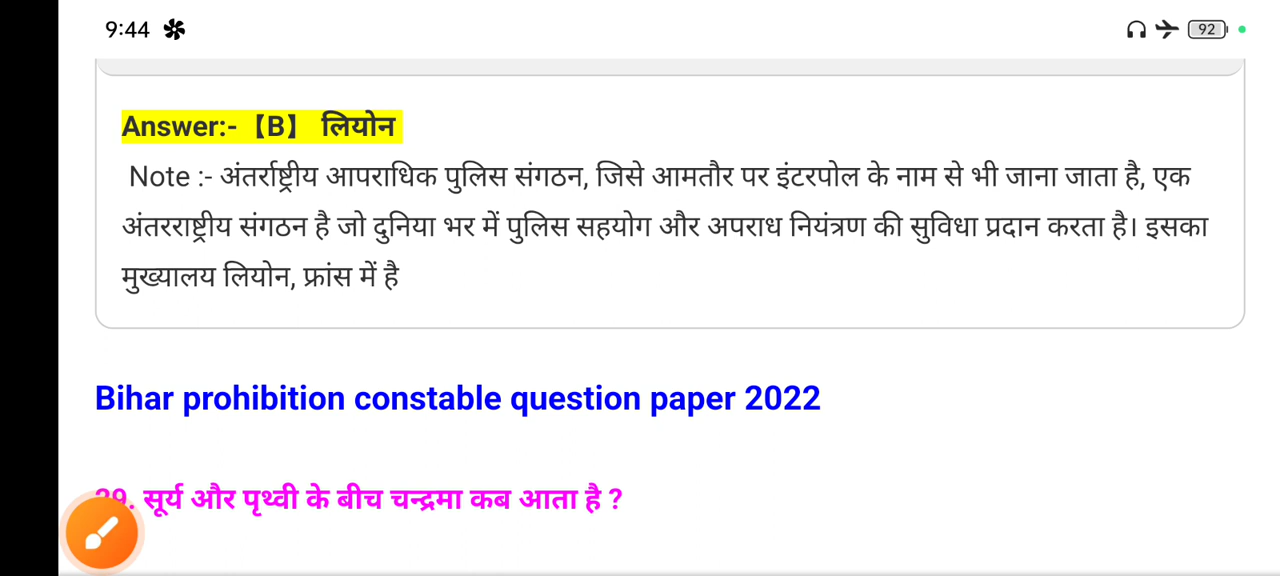 9:44
92
Answer:- 【B】 लियोन
Note :- अंतर्राष्ट्रीय आपराधिक पुलिस संगठन, जिसे आमतौर पर इंटरपोल के नाम से भी जाना जाता है, एक
अंतरराष्ट्रीय संगठन है जो दुनिया भर में पुलिस सहयोग और अपराध नियंत्रण की सुविधा प्रदान करता है। इसका
मुख्यालय लियोन, फ्रांस में है
Bihar prohibition constable question paper 2022
सूर्य और पृथ्वी के बीच चन्द्रमा कब आता है ?